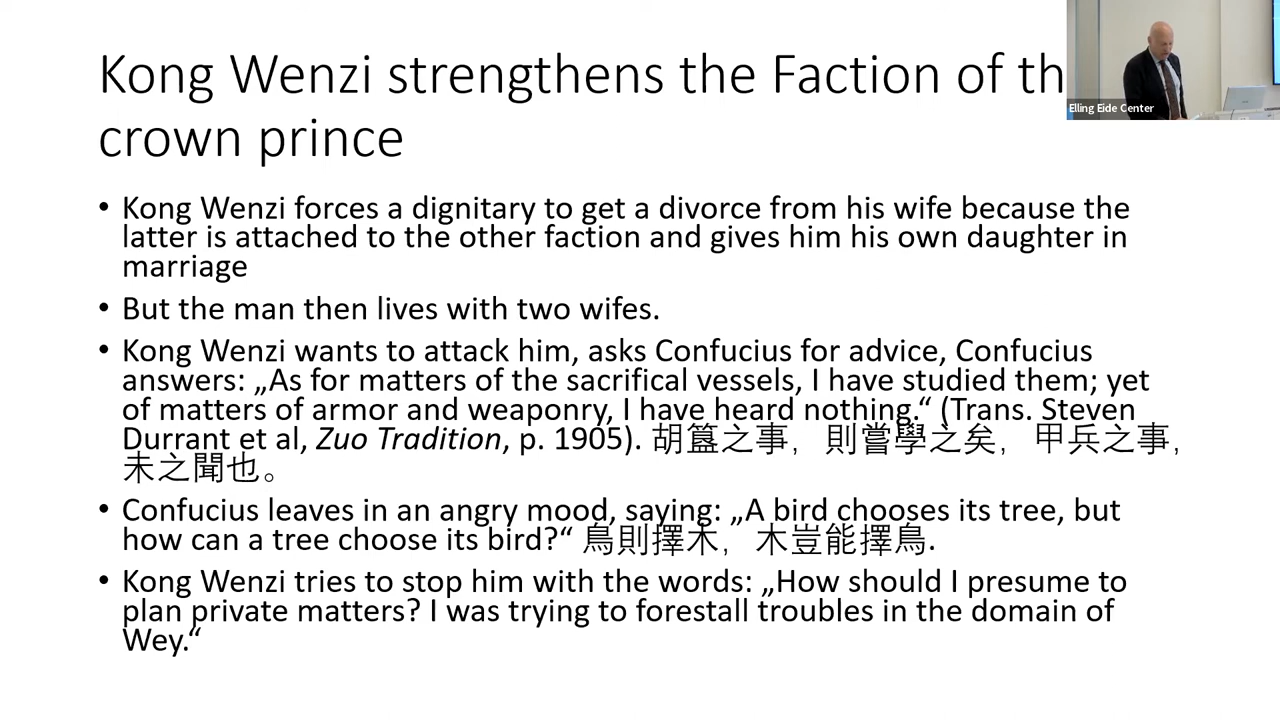 Kong Wenzi strengthens the Faction of th
crown prince
Elling Eide Center
• Kong Wenzi forces a dignitary to get a divorce from his wife because the
latter is attached to the other faction and gives him his own daughter in
marriage
• But the man then lives with two wifes.
• Kong Wenzi wants to attack him, asks Confucius for advice, Confucius
answers: „As for matters of the sacrifical vessels, I have studied them; yet
of matters of armor and weaponry, I have heard nothing.“ (Trans. Steven
Durrant et al, Zuo Tradition, p. 1905). 胡簋之事，則嘗學之矣，甲兵之事，
未之聞也。
• Confucius leaves in an angry mood, saying: „A bird chooses its tree, but
how can a tree choose its bird?“ 鳥則擇木，木豈能擇鳥.
• Kong Wenzi tries to stop him with the words: „How should I presume to
plan private matters? I was trying to forestall troubles in the domain of
Wey.“